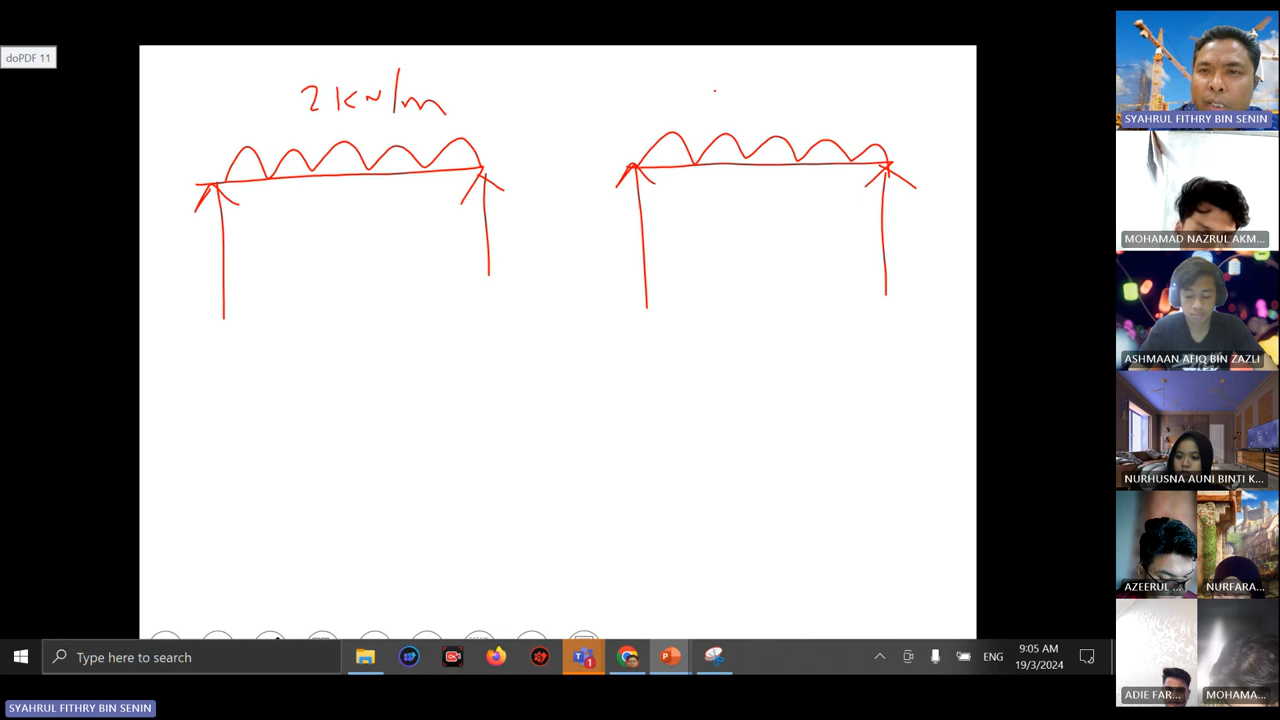 doPDF 11
2 KN/m
SYAHRUL FITHRY BIN SENIN
MOHAMAD NAZRUL AKM...
ASHMAAN AFIQ BIN ZAZLI
NURHUSNA AUNI BINTI K...
AZEERUL ...
NURFARA...
ADIE FAR...
MOHAMA...
Type here to search
ENG
9:05 AM
19/3/2024
SYAHRUL FITHRY BIN SENIN